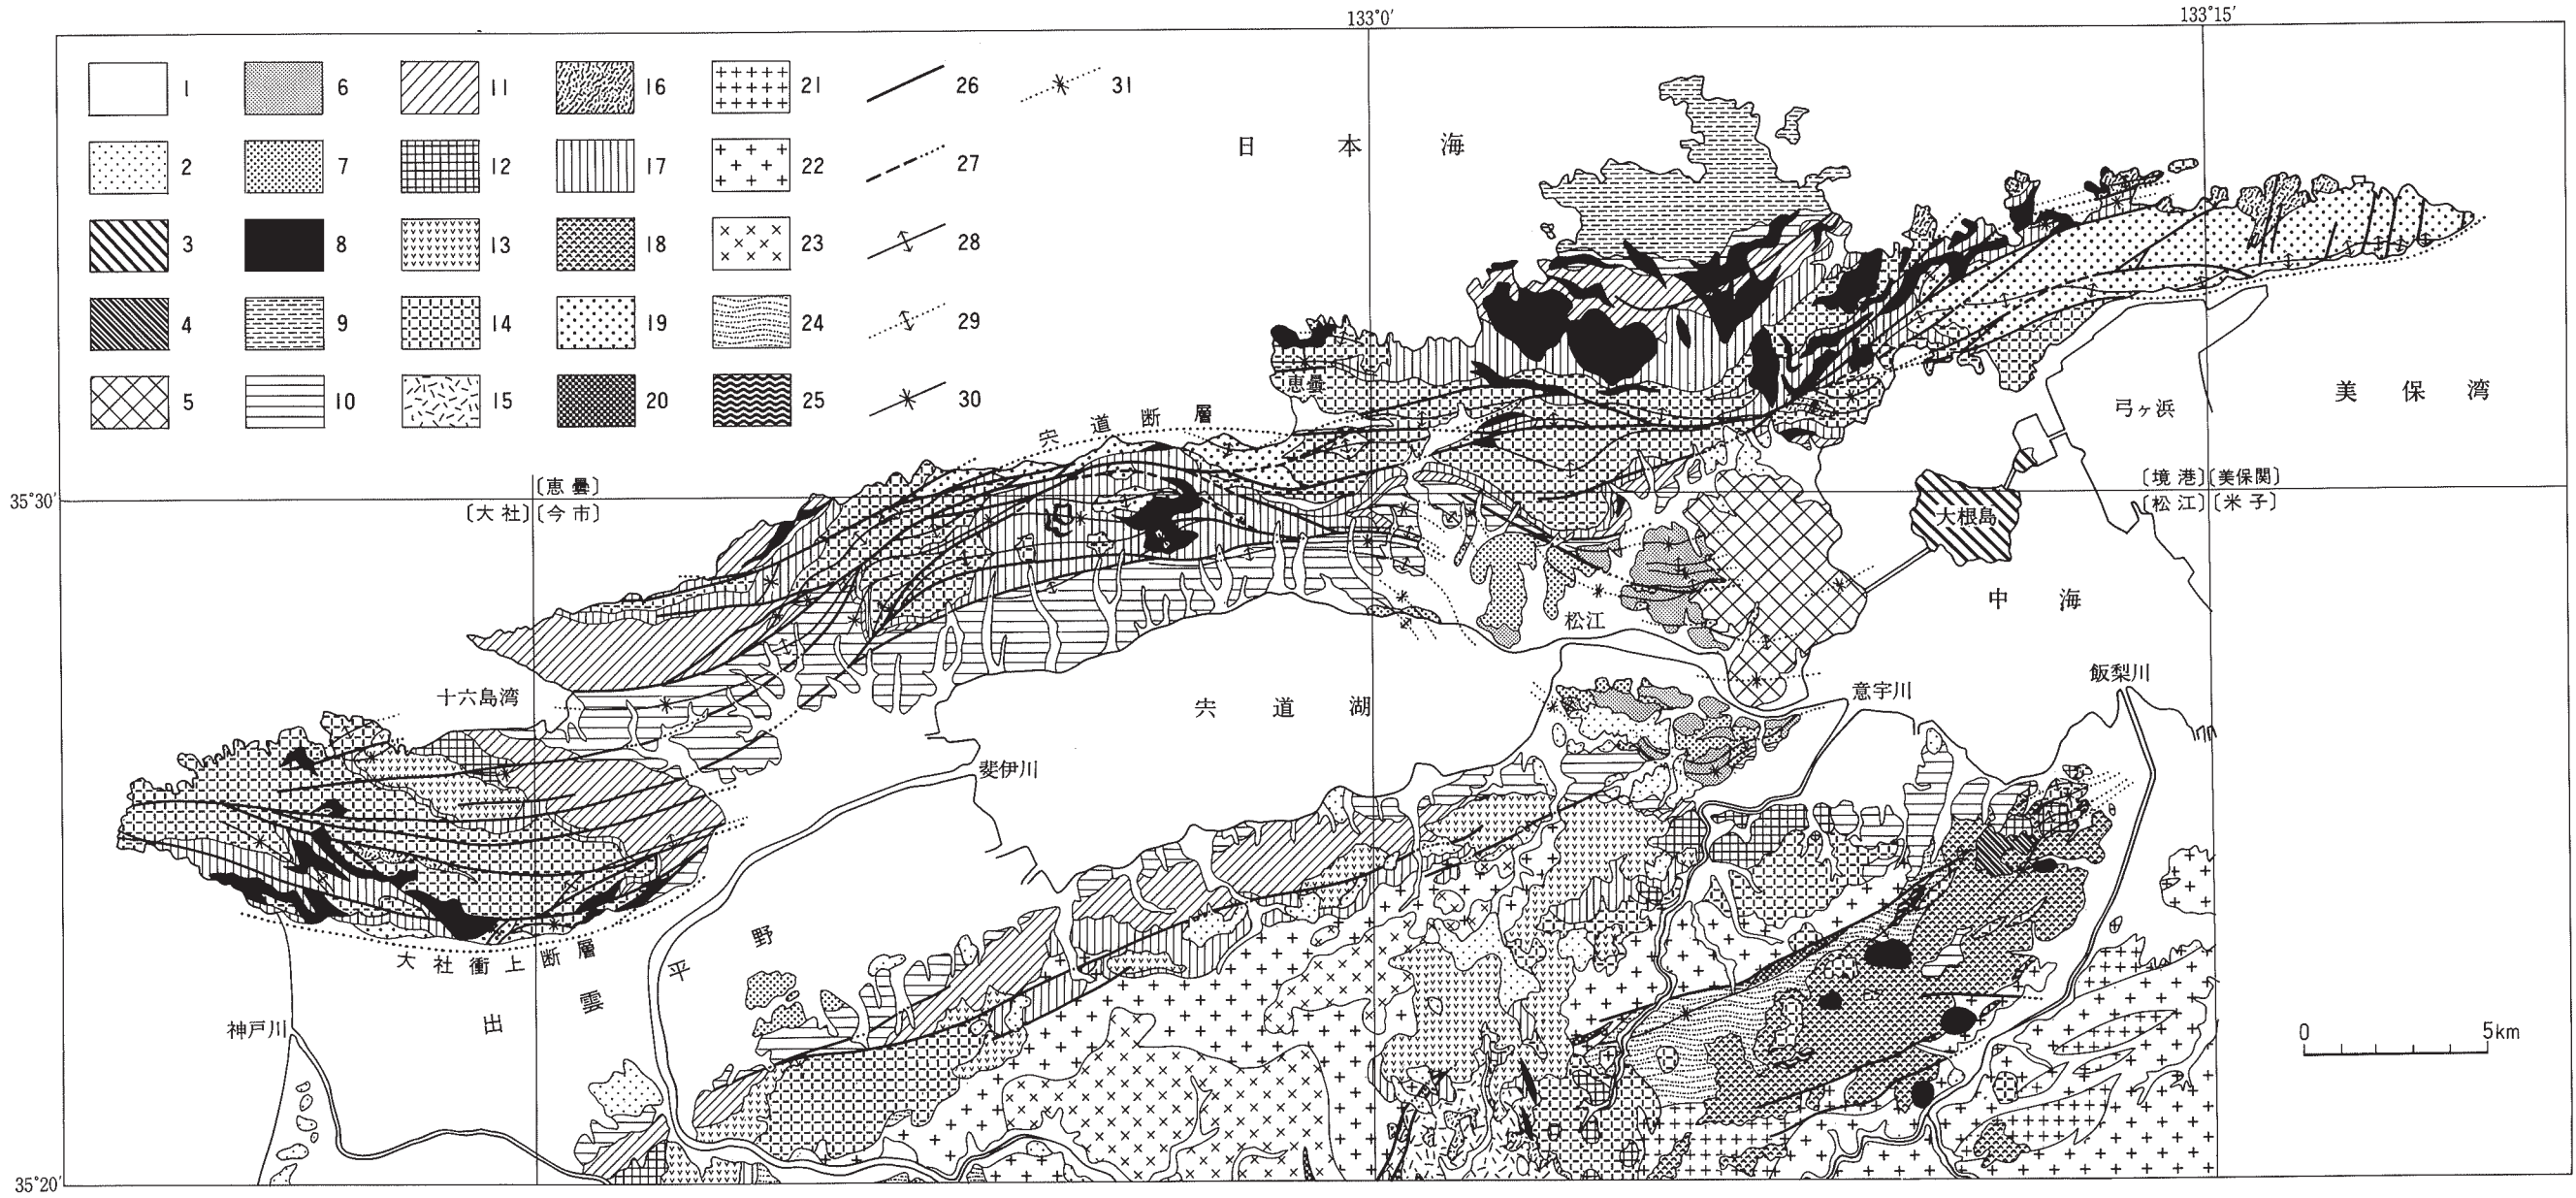 133°0′
133°15′
1 6 11 16 21 26 31
2 7 12 17 22 27
3 8 13 18 23 28
4 9 14 19 24 29
5 10 15 20 25 30
日本海
恵曇
宍道断層
美保湾
弓ヶ浜
35°30′
〔恵曇〕
〔大社〕〔今市〕
〔境港〕〔美保関〕
〔松江〕〔米子〕
大根島
中海
松江
十六島湾
宍道湖
意宇川
飯梨川
斐伊川
大社衝上断層
出雲平野
神戸川
0 5km
35°20′